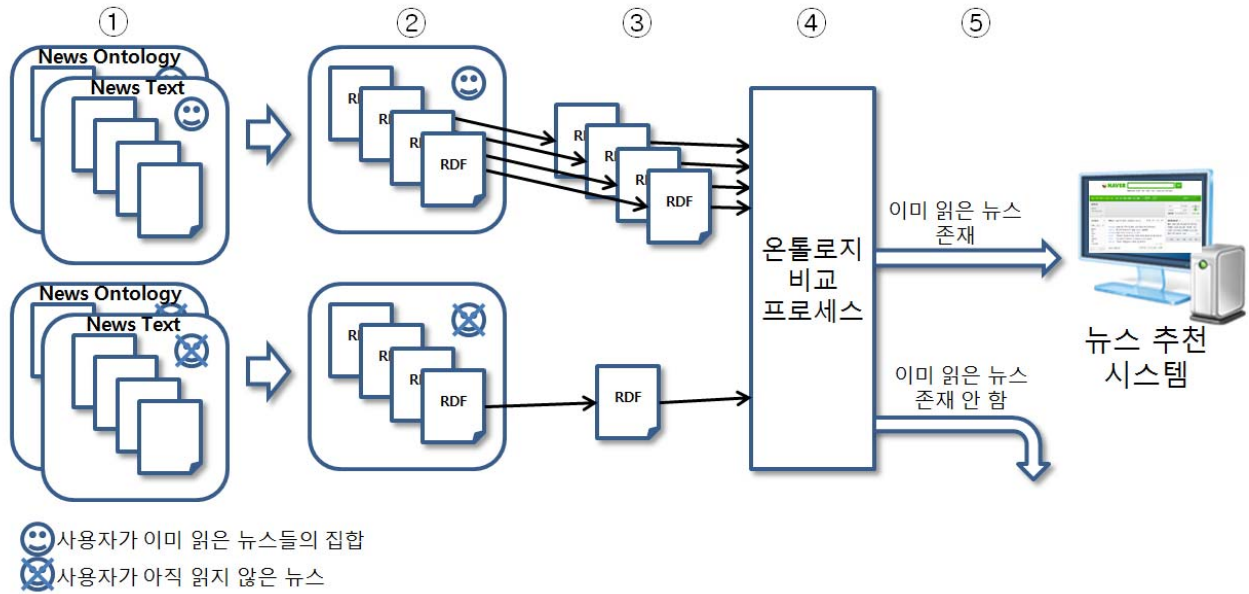 ① ② ③ ④ ⑤
News Ontology
News Text
RDF
RDF
이미 읽은 뉴스
존재
온톨로지
비교
프로세스
News Ontology
News Text
RDF
RDF
뉴스 추천
시스템
이미 읽은 뉴스
존재 안 함
사용자가 이미 읽은 뉴스들의 집합
사용자가 아직 읽지 않은 뉴스